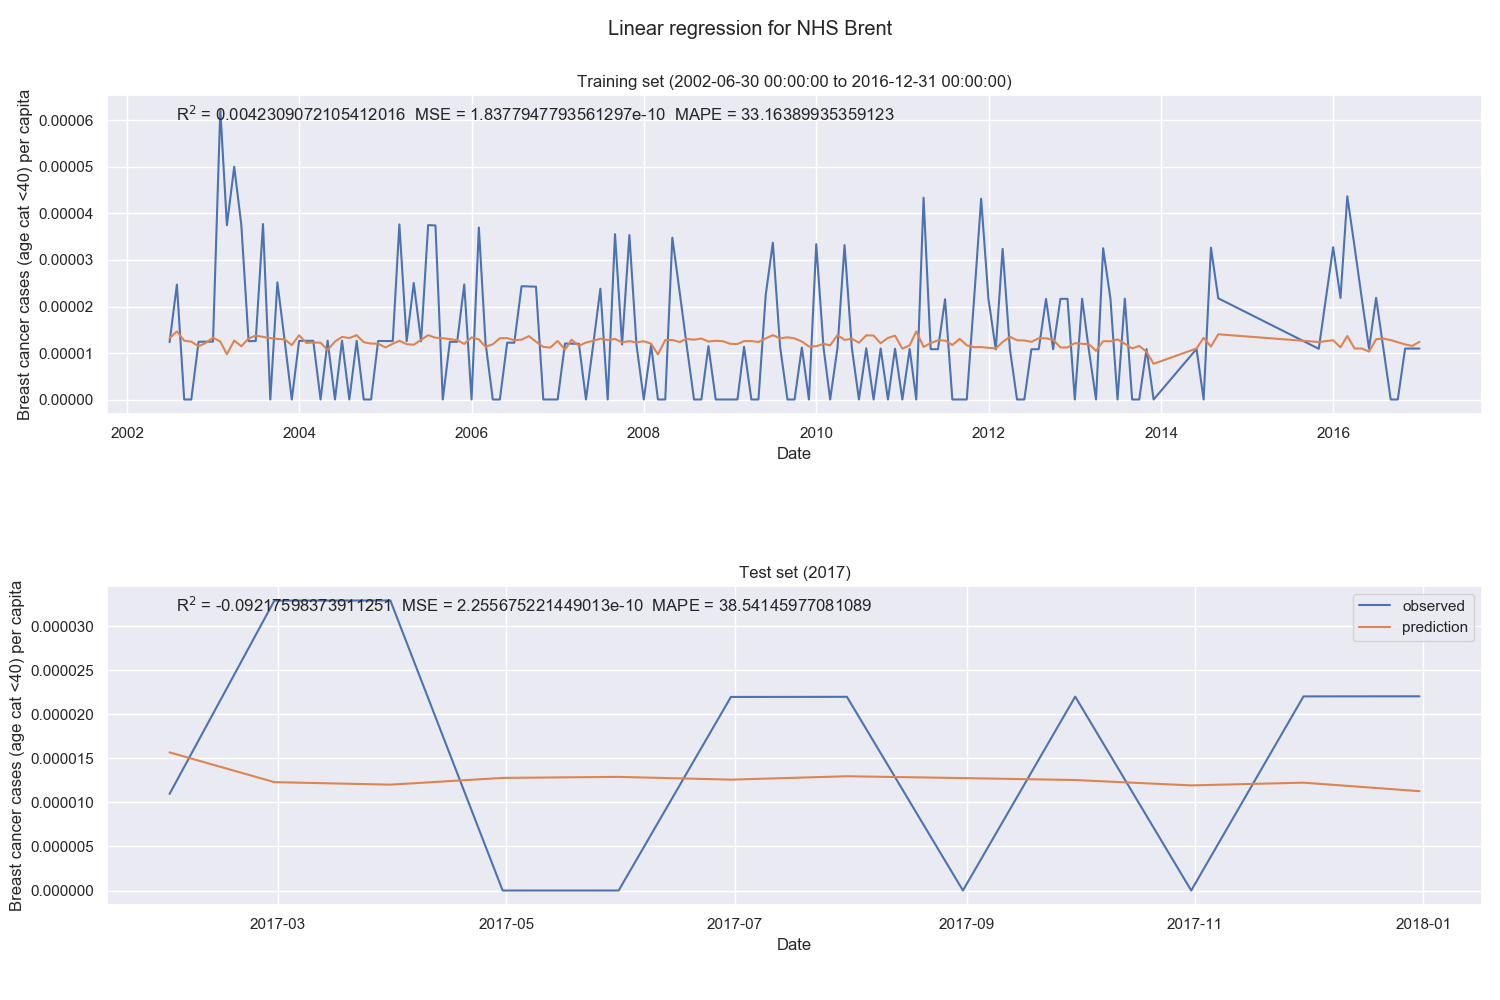 Linear regression for NHS Brent
Training set (2002-06-30 00:00:00 to 2016-12-31 00:00:00)
R² = 0.0042309072105412016 MSE = 1.8377947793561297e-10 MAPE = 33.16389935359123
Breast cancer cases (age cat <40) per capita
0.00006
0.00005
0.00004
0.00003
0.00002
0.00001
0.00000
2002 2004 2006 2008 2010 2012 2014 2016
Date
Test set (2017)
R² = -0.09217598373911251 MSE = 2.255675221449013e-10 MAPE = 38.54145977081089
observed
prediction
Breast cancer cases (age cat <40) per capita
0.000030
0.000025
0.000020
0.000015
0.000010
0.000005
0.000000
2017-03 2017-05 2017-07 2017-09 2017-11 2018-01
Date